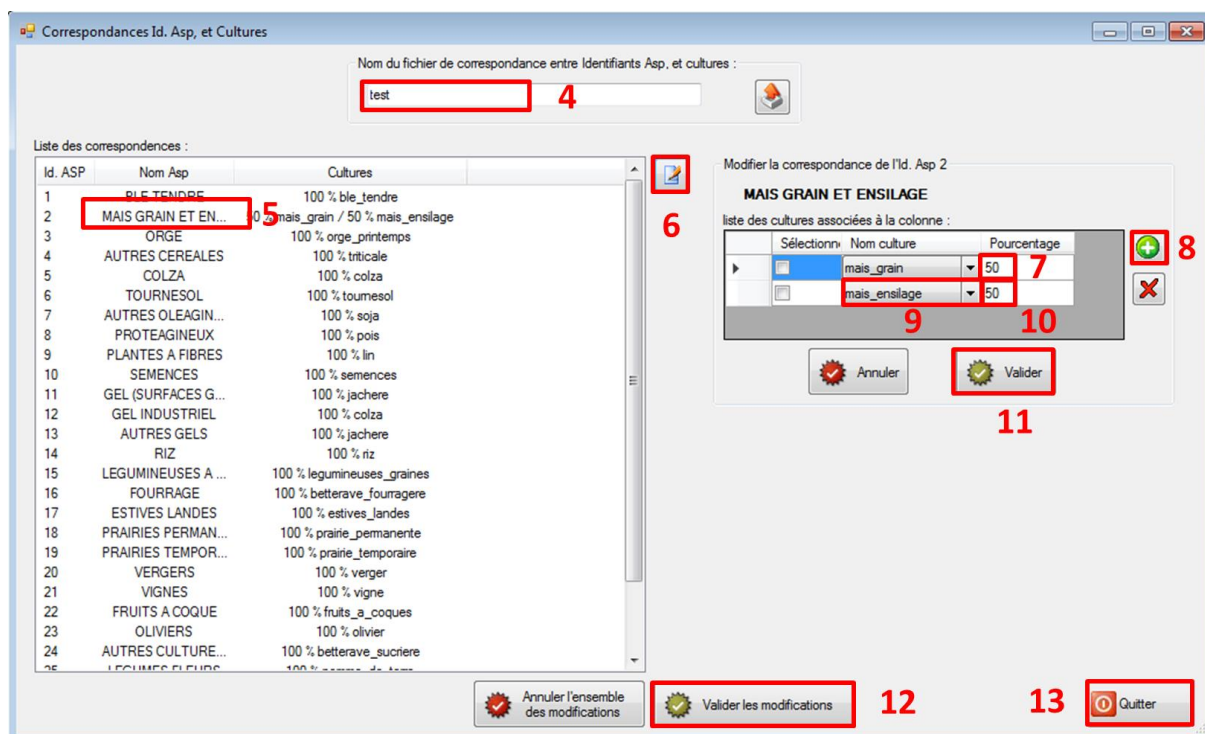 Correspondances Id. Asp, et Cultures
Nom du fichier de correspondance entre Identifiants Asp, et cultures :
test 4
Liste des correspondences :
Id. ASP Nom Asp Cultures
1 BLE TENDRE 100 % ble_tendre
2 MAIS GRAIN ET EN... 5 50 % mais_grain / 50 % mais_ensilage
3 ORGE 100 % orge_printemps
4 AUTRES CEREALES 100 % triticale
5 COLZA 100 % colza
6 TOURNESOL 100 % tournesol
7 AUTRES OLEAGIN... 100 % soja
8 PROTEAGINEUX 100 % pois
9 PLANTES A FIBRES 100 % lin
10 SEMENCES 100 % semences
11 GEL (SURFACES G... 100 % jachere
12 GEL INDUSTRIEL 100 % colza
13 AUTRES GELS 100 % jachere
14 RIZ 100 % riz
15 LEGUMINEUSES A ... 100 % legumineuses_graines
16 FOURRAGE 100 % betterave_fourragere
17 ESTIVES LANDES 100 % estives_landes
18 PRAIRIES PERMAN... 100 % prairie_permanente
19 PRAIRIES TEMPOR... 100 % prairie_temporaire
20 VERGERS 100 % verger
21 VIGNES 100 % vigne
22 FRUITS A COQUE 100 % fruits_a_coques
23 OLIVIERS 100 % olivier
24 AUTRES CULTURE... 100 % betterave_sucriere
25 LEGUMES FLEURS 100 % pomme_de_terre
6
Modifier la correspondance de l'Id. Asp 2
MAIS GRAIN ET ENSILAGE
liste des cultures associées à la colonne :
Sélectionne Nom culture Pourcentage
mais_grain 50 7
8
mais_ensilage 50
9 10
Annuler Valider
11
Annuler l'ensemble des modifications
Valider les modifications 12
13 Quitter